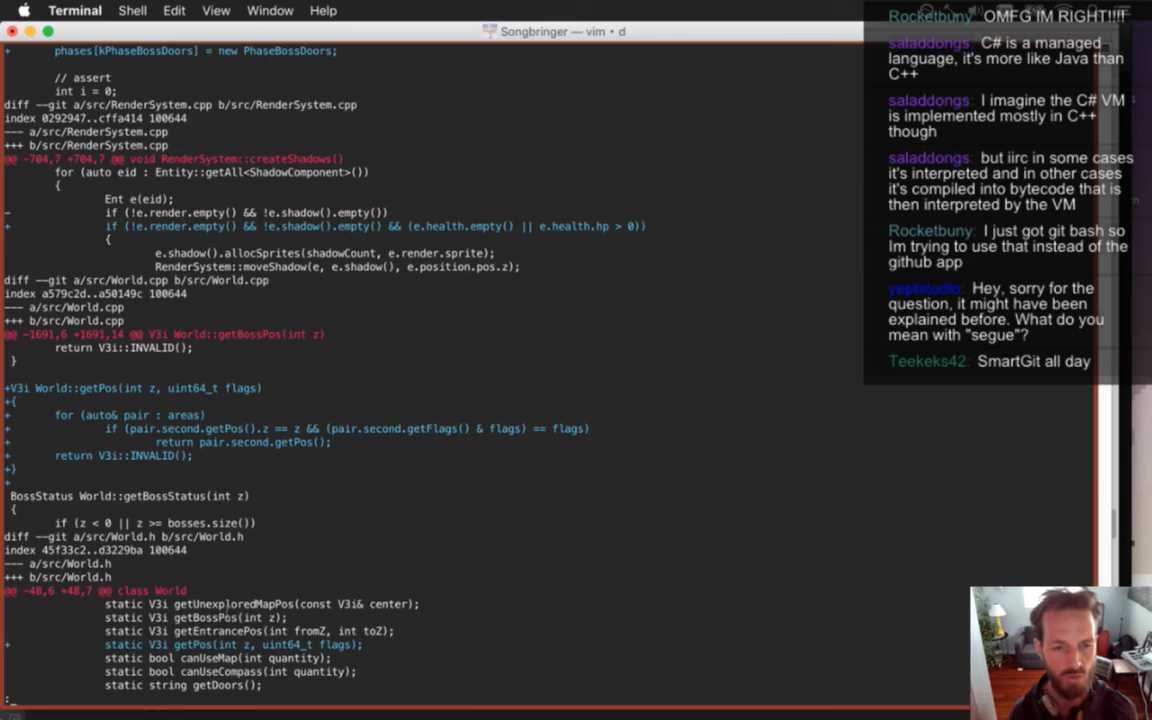 Terminal Shell Edit View Window Help
Songbringer — vim • d
+ phases[kPhaseBossDoors] = new PhaseBossDoors;
// assert
int i = 0;
diff --git a/src/RenderSystem.cpp b/src/RenderSystem.cpp
index 0292947..cffa414 100644
--- a/src/RenderSystem.cpp
+++ b/src/RenderSystem.cpp
@@ -704,7 +704,7 @@ void RenderSystem::createShadows()
for (auto eid : Entity::getAll<ShadowComponent>())
{
Ent e(eid);
- if (!e.render.empty() && !e.shadow().empty())
+ if (!e.render.empty() && !e.shadow().empty() && (e.health.empty() || e.health.hp > 0))
{
e.shadow().allocSprites(shadowCount, e.render.sprite);
RenderSystem::moveShadow(e, e.shadow(), e.position.pos.z);
diff --git a/src/World.cpp b/src/World.cpp
index a579c2d..a50149c 100644
--- a/src/World.cpp
+++ b/src/World.cpp
@@ -1691,6 +1691,14 @@ V3i World::getBossPos(int z)
return V3i::INVALID();
}
+V3i World::getPos(int z, uint64_t flags)
+{
+ for (auto& pair : areas)
+ if (pair.second.getPos().z == z && (pair.second.getFlags() & flags) == flags)
+ return pair.second.getPos();
+ return V3i::INVALID();
+}
+
BossStatus World::getBossStatus(int z)
{
if (z < 0 || z >= bosses.size())
diff --git a/src/World.h b/src/World.h
index 45f33c2..d3229ba 100644
--- a/src/World.h
+++ b/src/World.h
@@ -48,6 +48,7 @@ class World
static V3i getUnexploredMapPos(const V3i& center);
static V3i getBossPos(int z);
static V3i getEntrancePos(int fromZ, int toZ);
+ static V3i getPos(int z, uint64_t flags);
static bool canUseMap(int quantity);
static bool canUseCompass(int quantity);
static string getDoors();
:
Rocketbuny: OMFG IM RIGHT!!!!
saladdongs: C# is a managed
language, it's more like Java than
C++
saladdongs: I imagine the C# VM
is implemented mostly in C++
though
saladdongs: but iirc in some cases
it's interpreted and in other cases
it's compiled into bytecode that is
then interpreted by the VM
Rocketbuny: I just got git bash so
Im trying to use that instead of the
github app
yeptstudio: Hey, sorry for the
question, it might have been
explained before. What do you
mean with "segue"?
Teekeks42: SmartGit all day